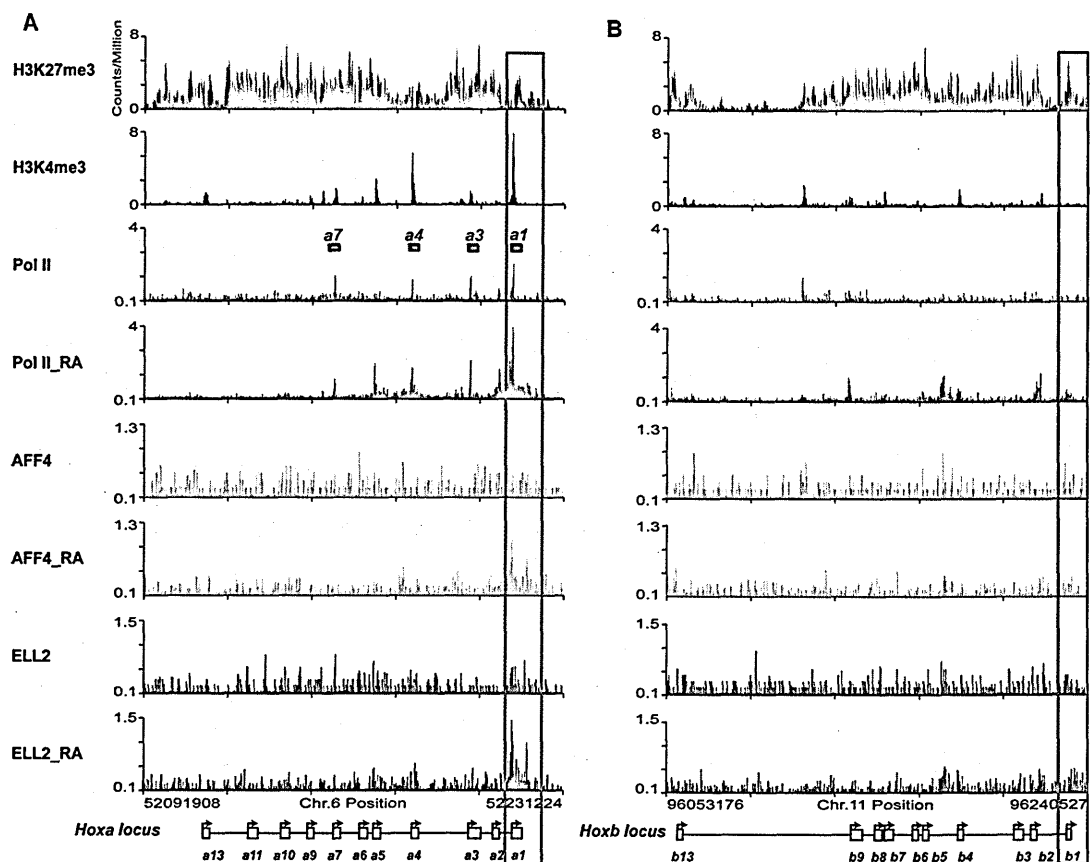 A
B
H3K27me3
Counts/Million
8
0
8
0
H3K4me3
8
0
8
0
a7 a4 a3 a1
Pol II
4
0.1
4
0.1
Pol II_RA
4
0.1
4
0.1
AFF4
1.3
0.1
1.3
0.1
AFF4_RA
1.3
0.1
1.3
0.1
ELL2
1.5
0.1
1.5
0.1
ELL2_RA
1.5
0.1
1.5
0.1
52091908 Chr.6 Position 52231224
96053176 Chr.11 Position 96240527
Hoxa locus
a13 a11 a10 a9 a7 a6 a5 a4 a3 a2 a1
Hoxb locus
b13 b9 b8 b7 b6 b5 b4 b3 b2 b1